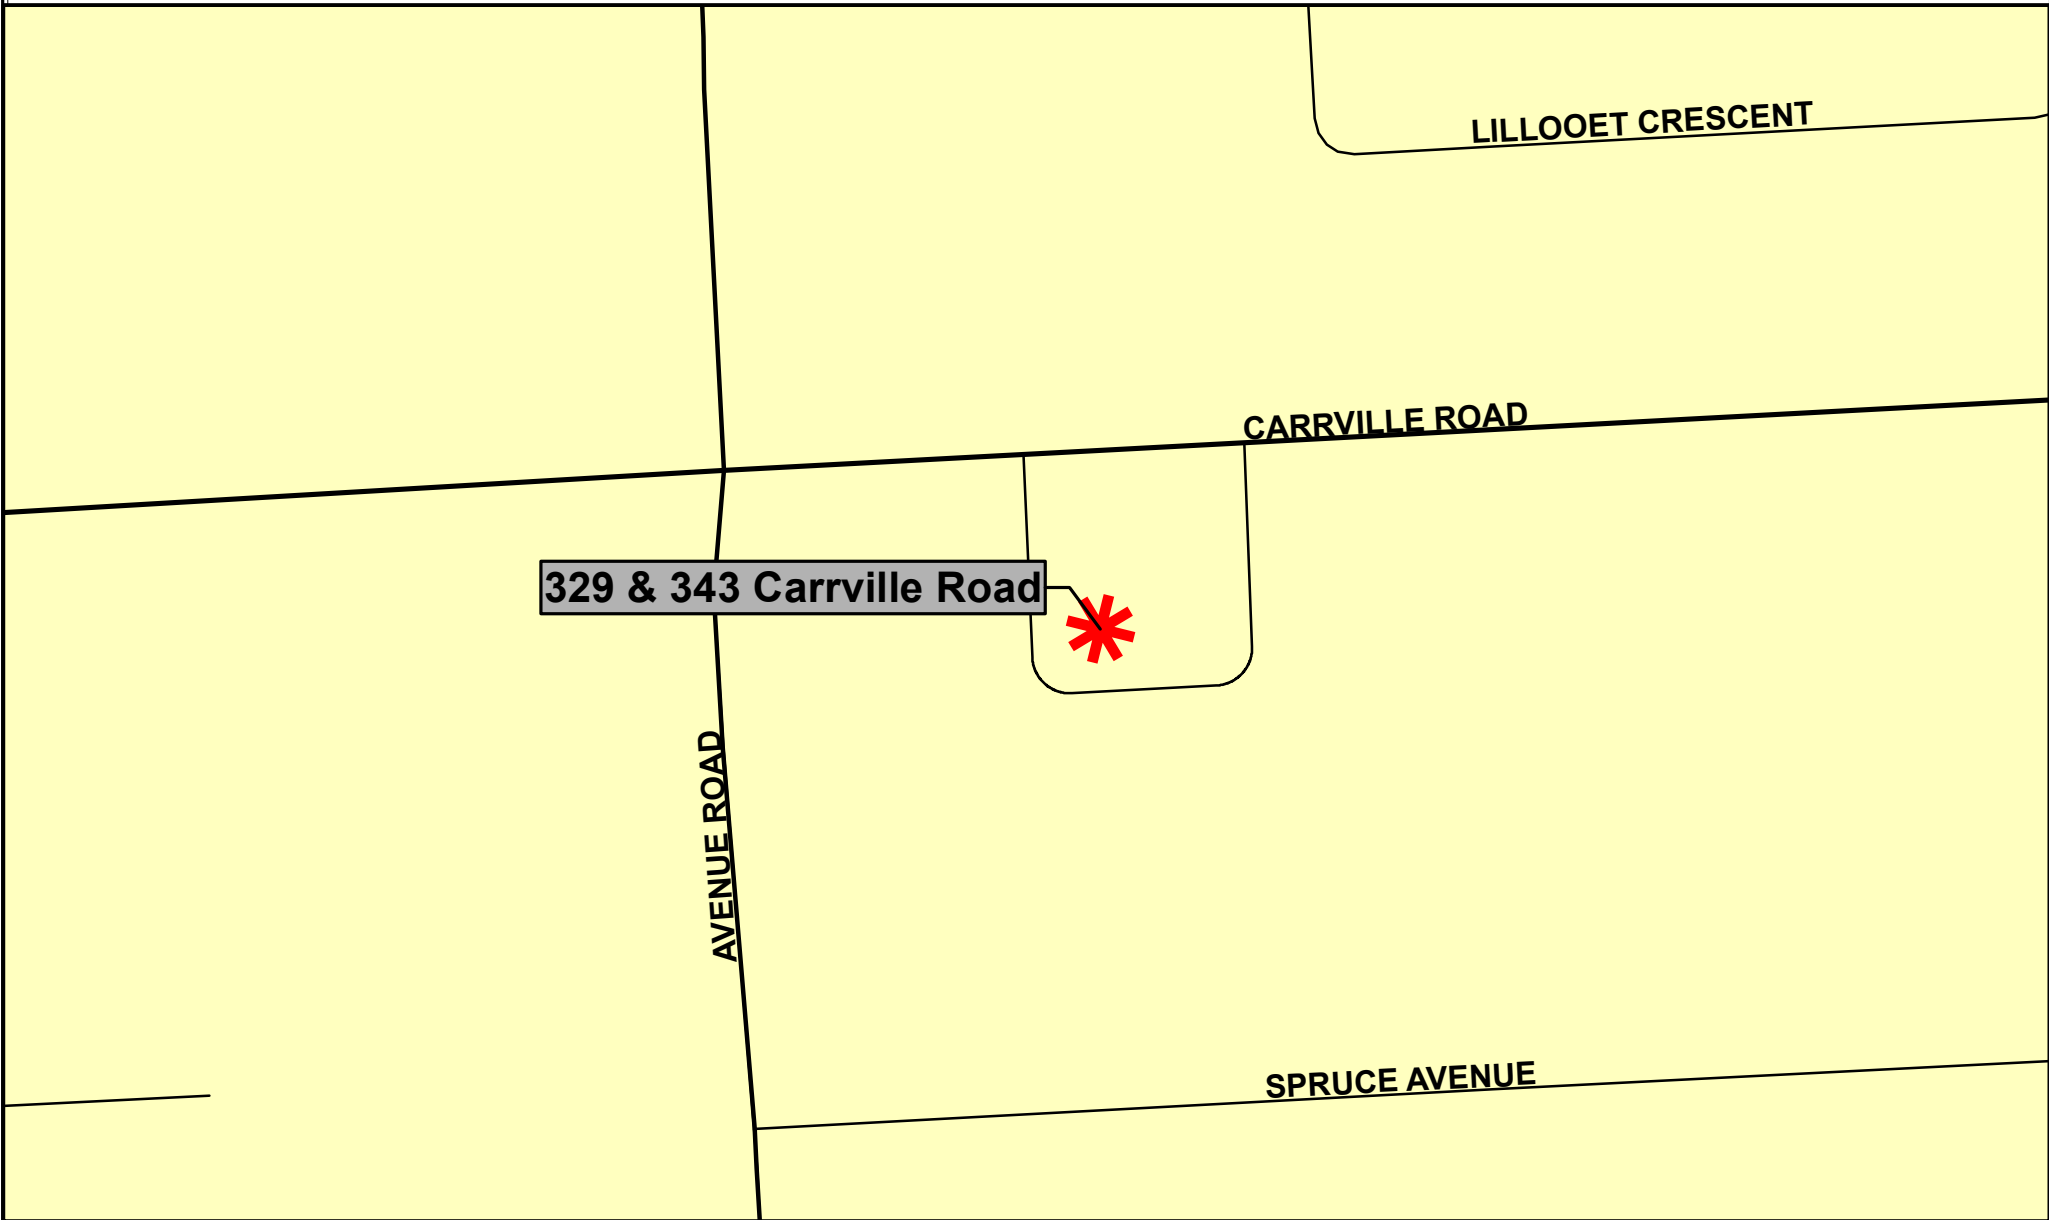 LILLOOET CRESCENT
CARRVILLE ROAD
329 & 343 Carrville Road
AVENUE ROAD
SPRUCE AVENUE